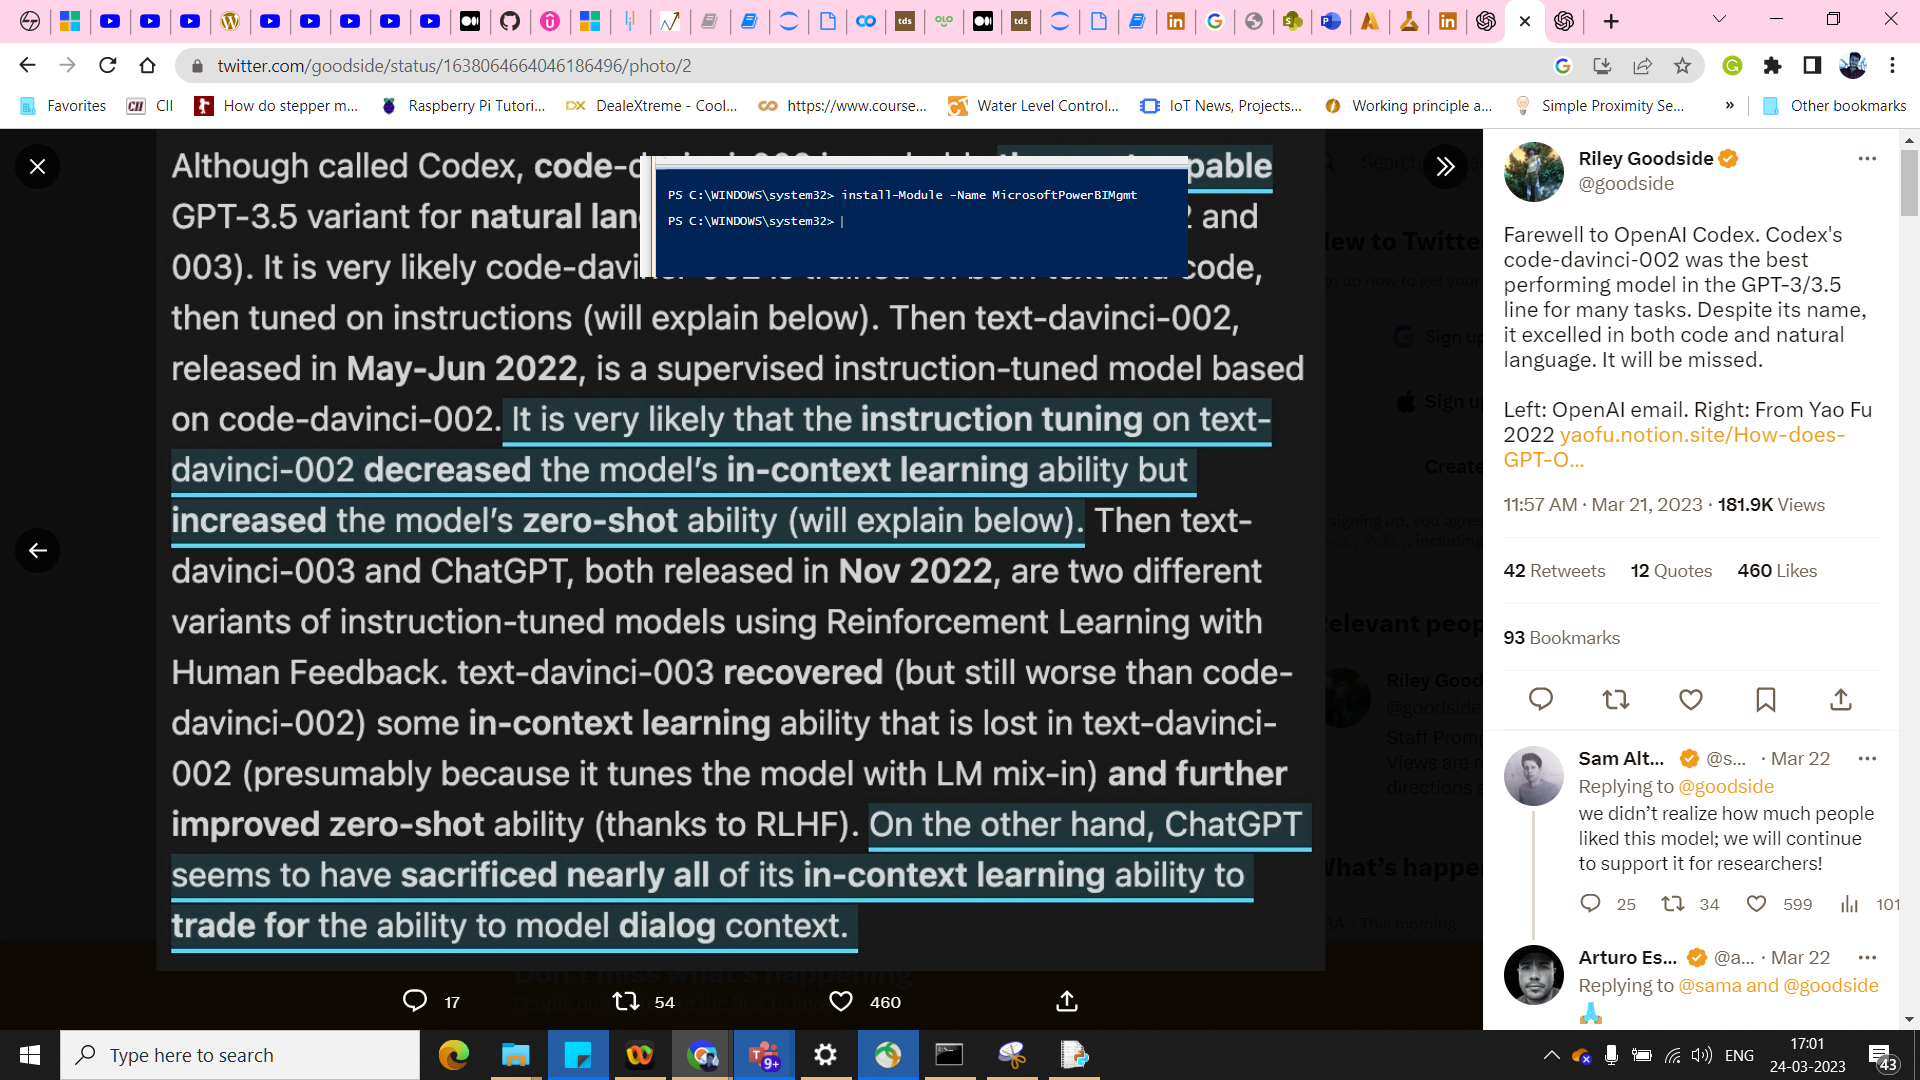 twitter.com/goodside/status/1638064664046186496/photo/2
Favorites
CII
How do stepper m...
Raspberry Pi Tutori...
DX
DealeXtreme - Cool...
https://www.course...
Water Level Control...
IoT News, Projects...
Working principle a...
Simple Proximity Se...
»
Other bookmarks
Although called Codex, code-
pable
GPT-3.5 variant for natural lan
and
003). It is very likely code-davi
is trained on both text and code,
then tuned on instructions (will explain below). Then text-davinci-002,
released in May-Jun 2022, is a supervised instruction-tuned model based
on code-davinci-002. It is very likely that the instruction tuning on text-
davinci-002 decreased the model's in-context learning ability but
increased the model's zero-shot ability (will explain below). Then text-
davinci-003 and ChatGPT, both released in Nov 2022, are two different
variants of instruction-tuned models using Reinforcement Learning with
Human Feedback. text-davinci-003 recovered (but still worse than code-
davinci-002) some in-context learning ability that is lost in text-davinci-
002 (presumably because it tunes the model with LM mix-in) and further
improved zero-shot ability (thanks to RLHF). On the other hand, ChatGPT
seems to have sacrificed nearly all of its in-context learning ability to
trade for the ability to model dialog context.
PS C:\WINDOWS\system32> install-Module -Name MicrosoftPowerBIMgmt
PS C:\WINDOWS\system32>
17
54
460
Riley Goodside
@goodside
Farewell to OpenAI Codex. Codex's
code-davinci-002 was the best
performing model in the GPT-3/3.5
line for many tasks. Despite its name,
it excelled in both code and natural
language. It will be missed.
Left: OpenAI email. Right: From Yao Fu
2022 yaofu.notion.site/How-does-
GPT-O...
11:57 AM · Mar 21, 2023 · 181.9K Views
42 Retweets 12 Quotes 460 Likes
93 Bookmarks
Sam Alt... @s... · Mar 22
Replying to @goodside
we didn't realize how much people
liked this model; we will continue
to support it for researchers!
25 34 599 101
Arturo Es... @a... · Mar 22
Replying to @sama and @goodside
Type here to search
9+
ENG
17:01
24-03-2023
43